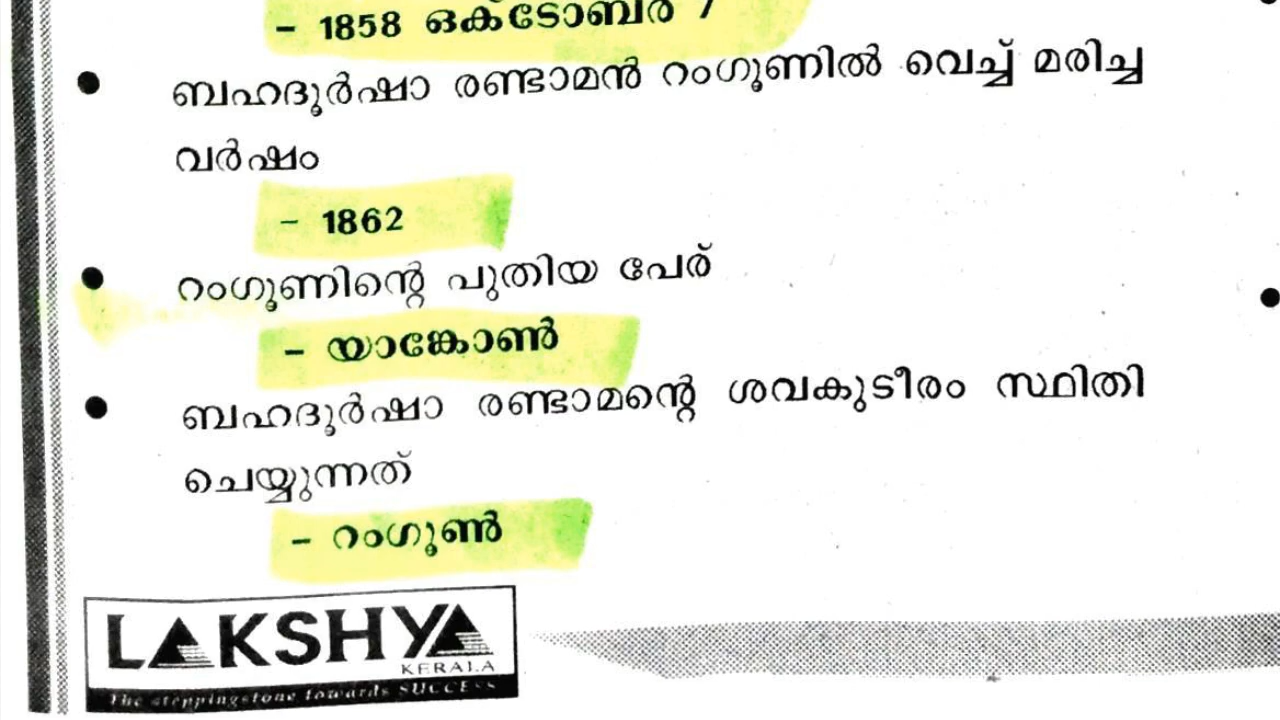 - 1858 ഒക്ടോബർ 7
● ബഹദൂർഷാ രണ്ടാമൻ റംഗൂണിൽ വെച്ച് മരിച്ച
വർഷം
- 1862
● റംഗൂണിന്റെ പുതിയ പേര്
- യാങ്കോൺ
● ബഹദൂർഷാ രണ്ടാമന്റെ ശവകുടീരം സ്ഥിതി
ചെയ്യുന്നത്
- റംഗൂൺ
LAKSHYA
KERALA
The steppingstone towards SUCCESS